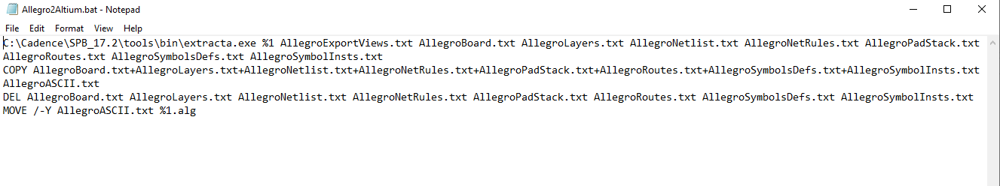 Allegro2Altium.bat - Notepad
File Edit Format View Help
C:\Cadence\SPB_17.2\tools\bin\extracta.exe %1 AllegroExportViews.txt AllegroBoard.txt AllegroLayers.txt AllegroNetlist.txt AllegroNetRules.txt AllegroPadStack.txt
AllegroRoutes.txt AllegroSymbolsDefs.txt AllegroSymbolInsts.txt
COPY AllegroBoard.txt+AllegroLayers.txt+AllegroNetlist.txt+AllegroNetRules.txt+AllegroPadStack.txt+AllegroRoutes.txt+AllegroSymbolsDefs.txt+AllegroSymbolInsts.txt
AllegroASCII.txt
DEL AllegroBoard.txt AllegroLayers.txt AllegroNetlist.txt AllegroNetRules.txt AllegroPadStack.txt AllegroRoutes.txt AllegroSymbolsDefs.txt AllegroSymbolInsts.txt
MOVE /-Y AllegroASCII.txt %1.alg